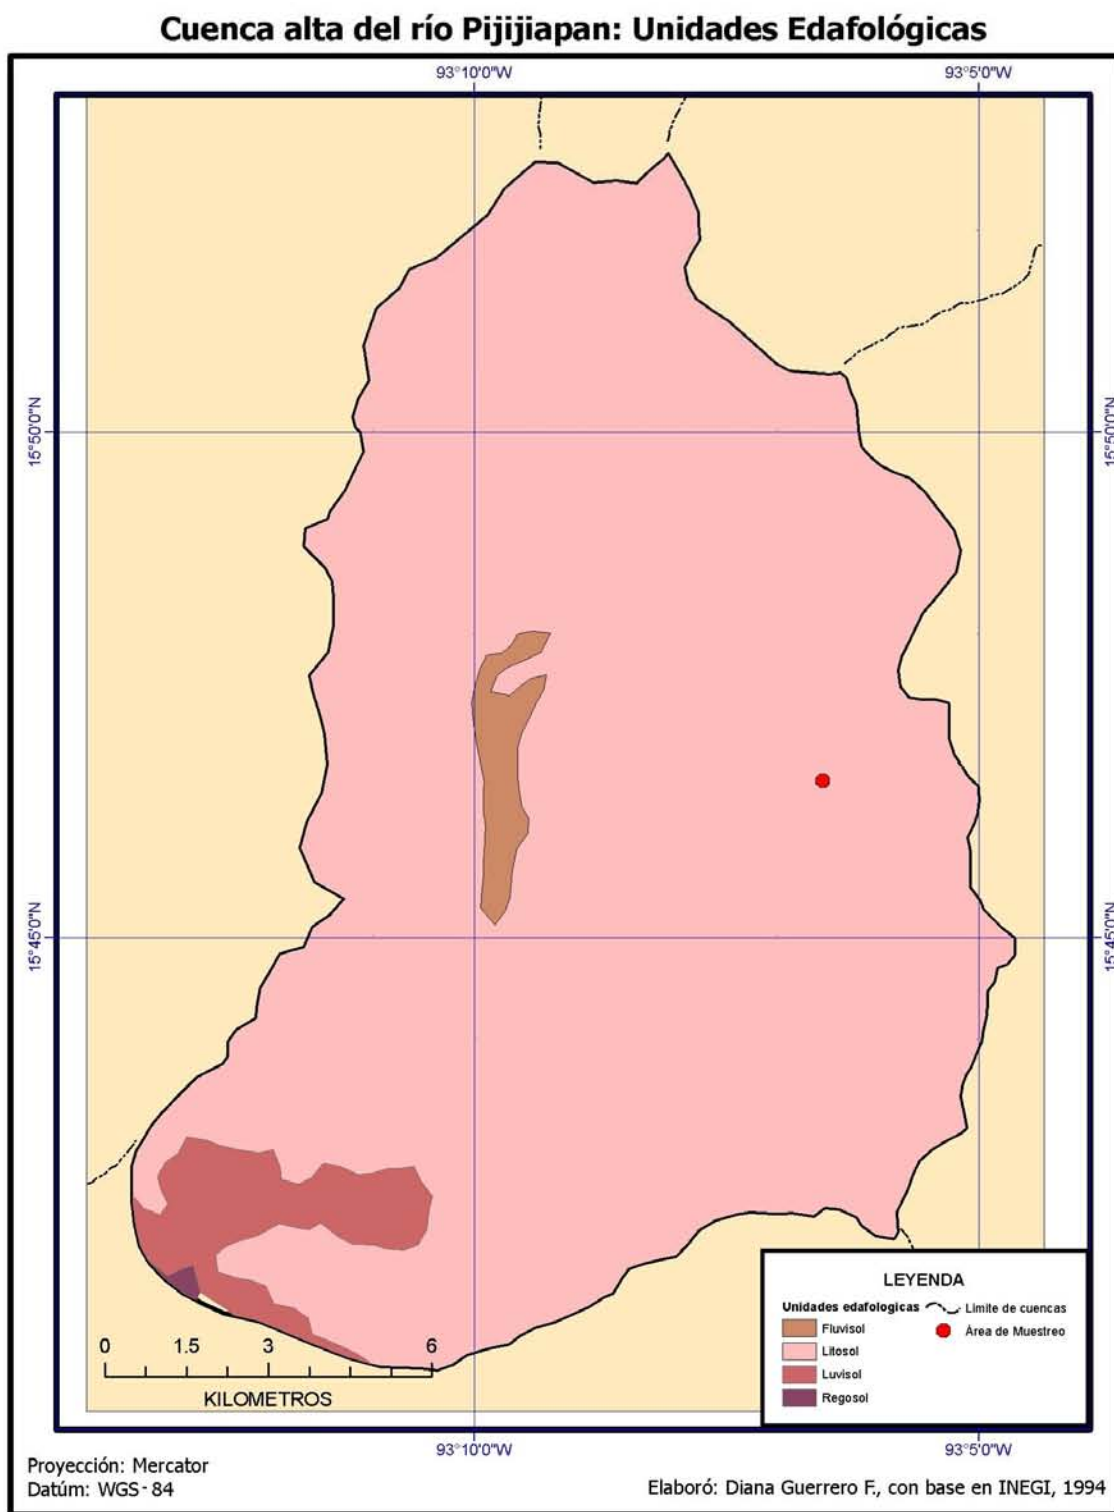 Cuenca alta del río Pijijiapan: Unidades Edafológicas
93°10'0"W
93°5'0"W
15°50'0"N
15°50'0"N
15°45'0"N
15°45'0"N
LEYENDA
Unidades edafologicas
Fluvisol
Litosol
Luvisol
Regosol
Límite de cuencas
Área de Muestreo
0
1.5
3
6
KILOMETROS
93°10'0"W
93°5'0"W
Proyección: Mercator
Datúm: WGS-84
Elaboró: Diana Guerrero F., con base en INEGI, 1994